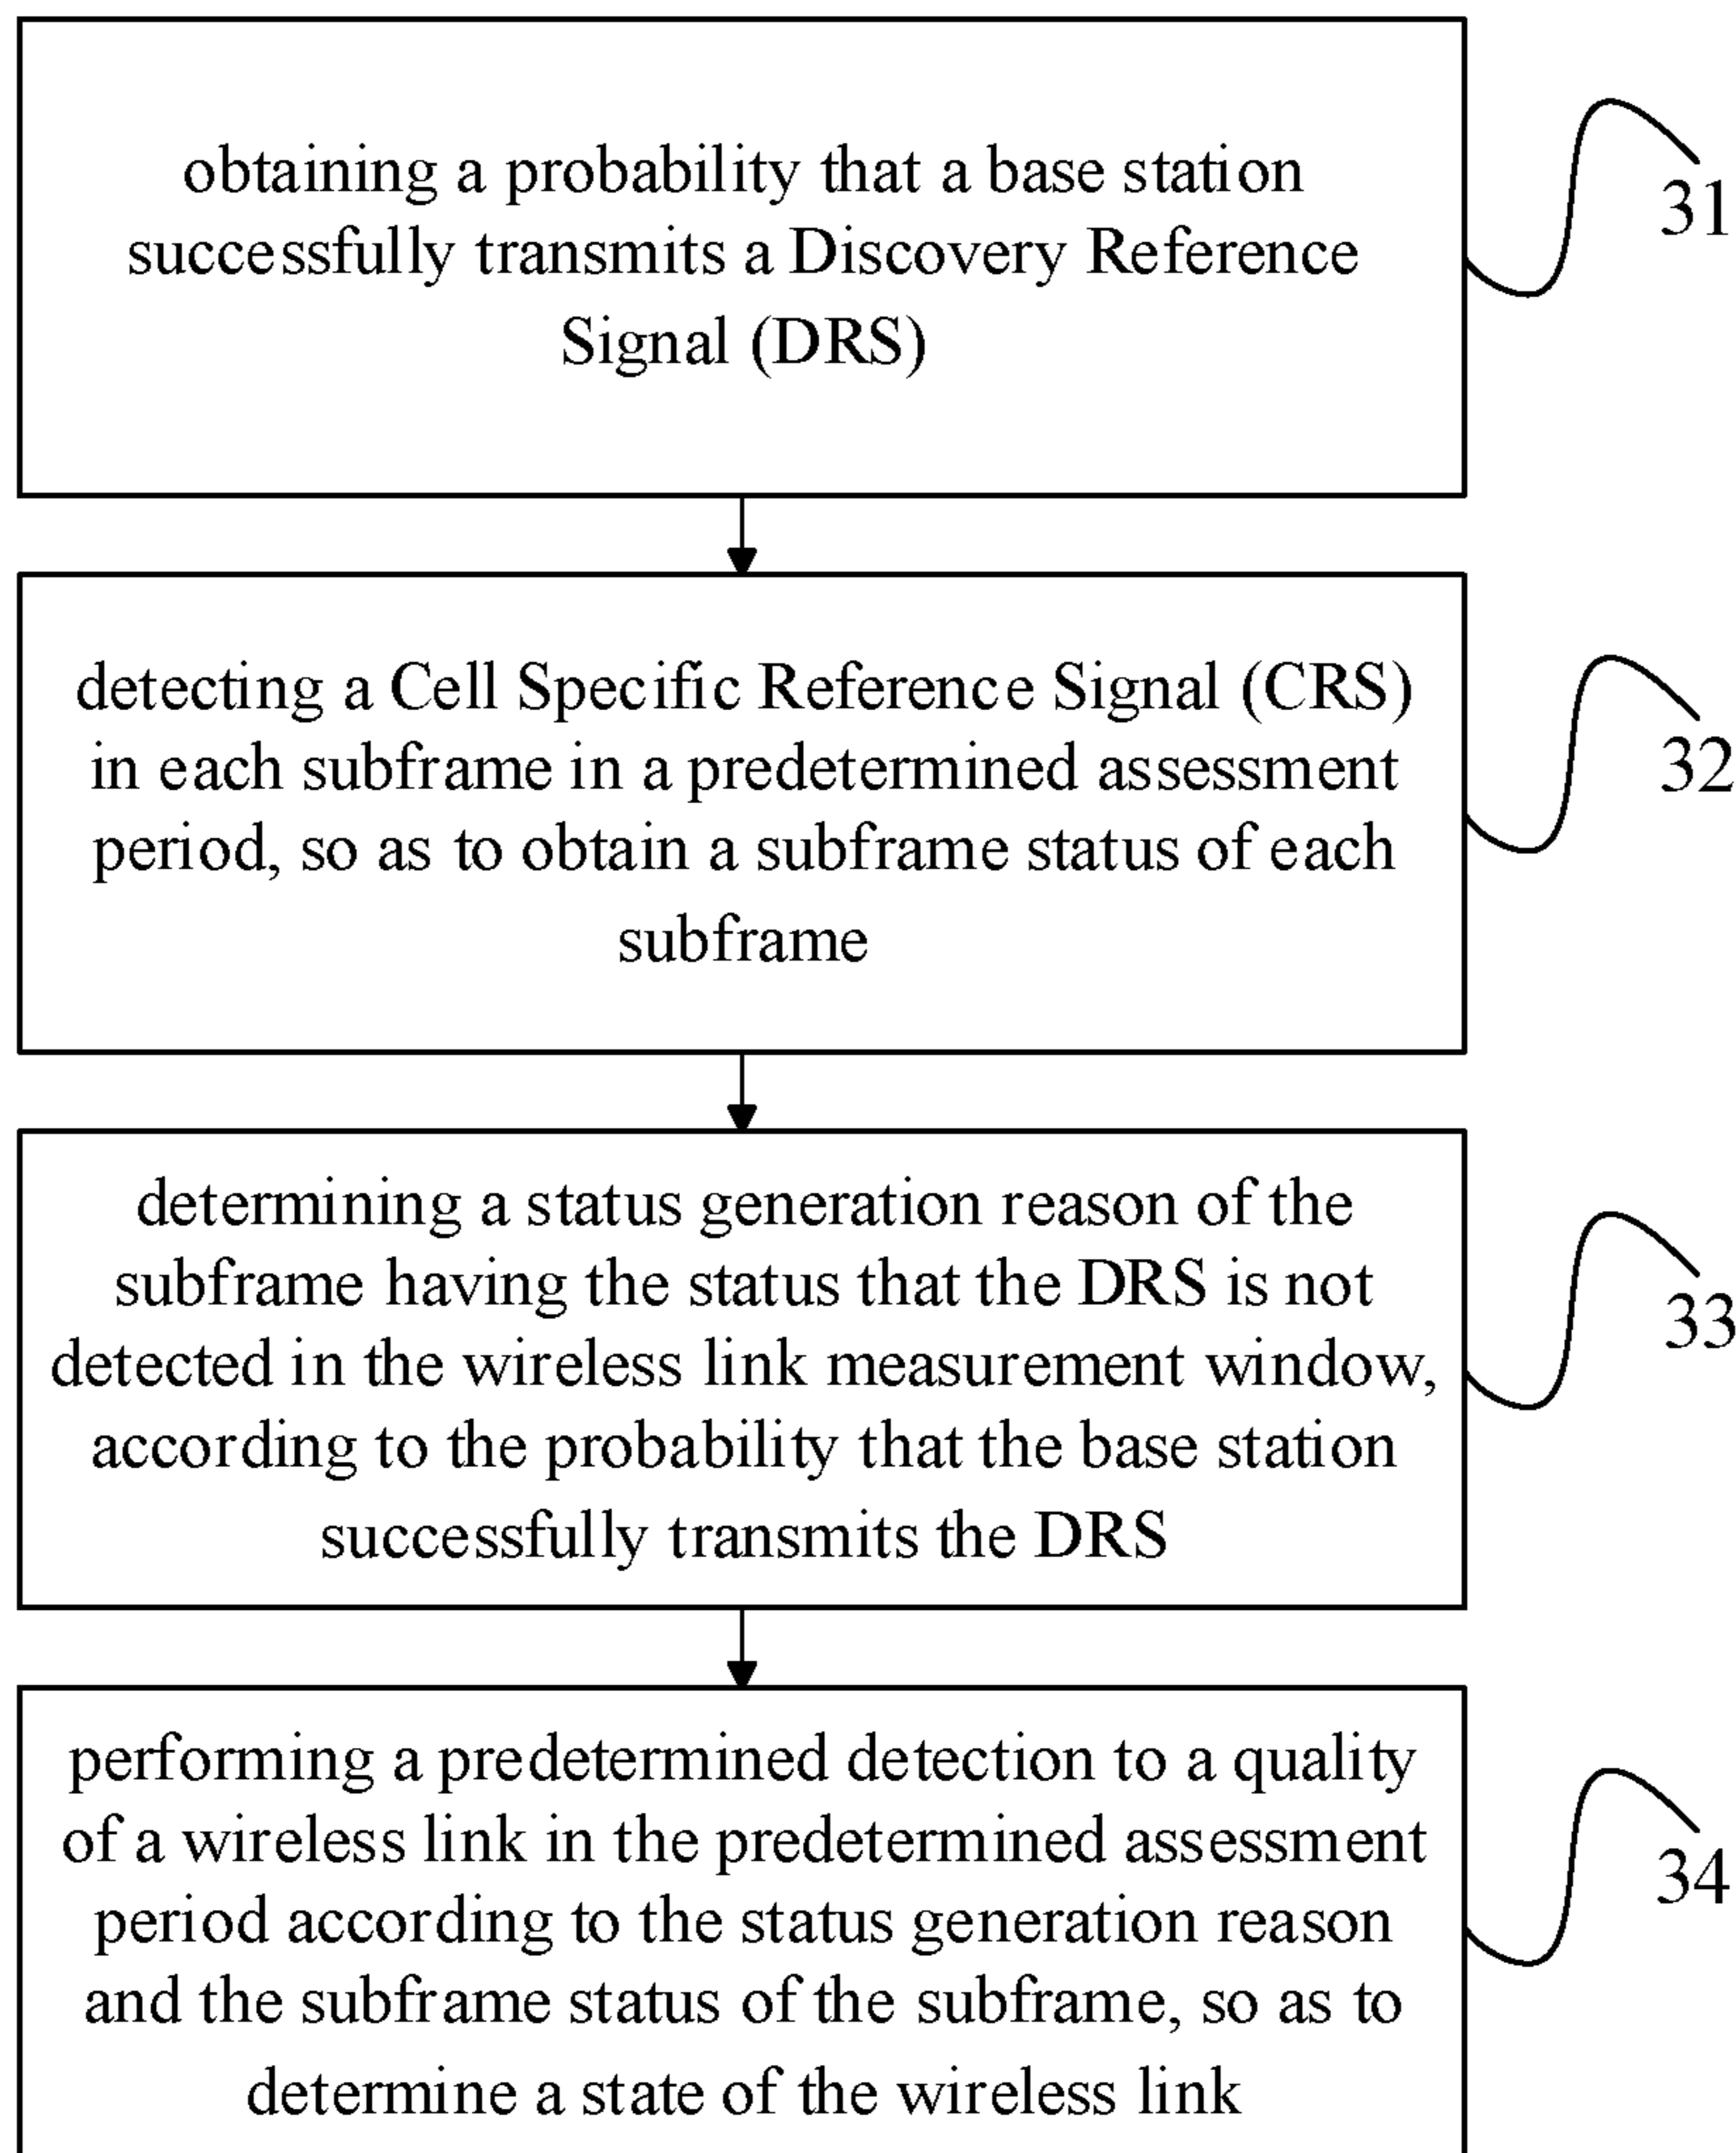 obtaining a probability that a base station
successfully transmits a Discovery Reference
Signal (DRS)
31
detecting a Cell Specific Reference Signal (CRS)
in each subframe in a predetermined assessment
period, so as to obtain a subframe status of each
subframe
32
determining a status generation reason of the
subframe having the status that the DRS is not
detected in the wireless link measurement window,
according to the probability that the base station
successfully transmits the DRS
33
performing a predetermined detection to a quality
of a wireless link in the predetermined assessment
period according to the status generation reason
and the subframe status of the subframe, so as to
determine a state of the wireless link
34